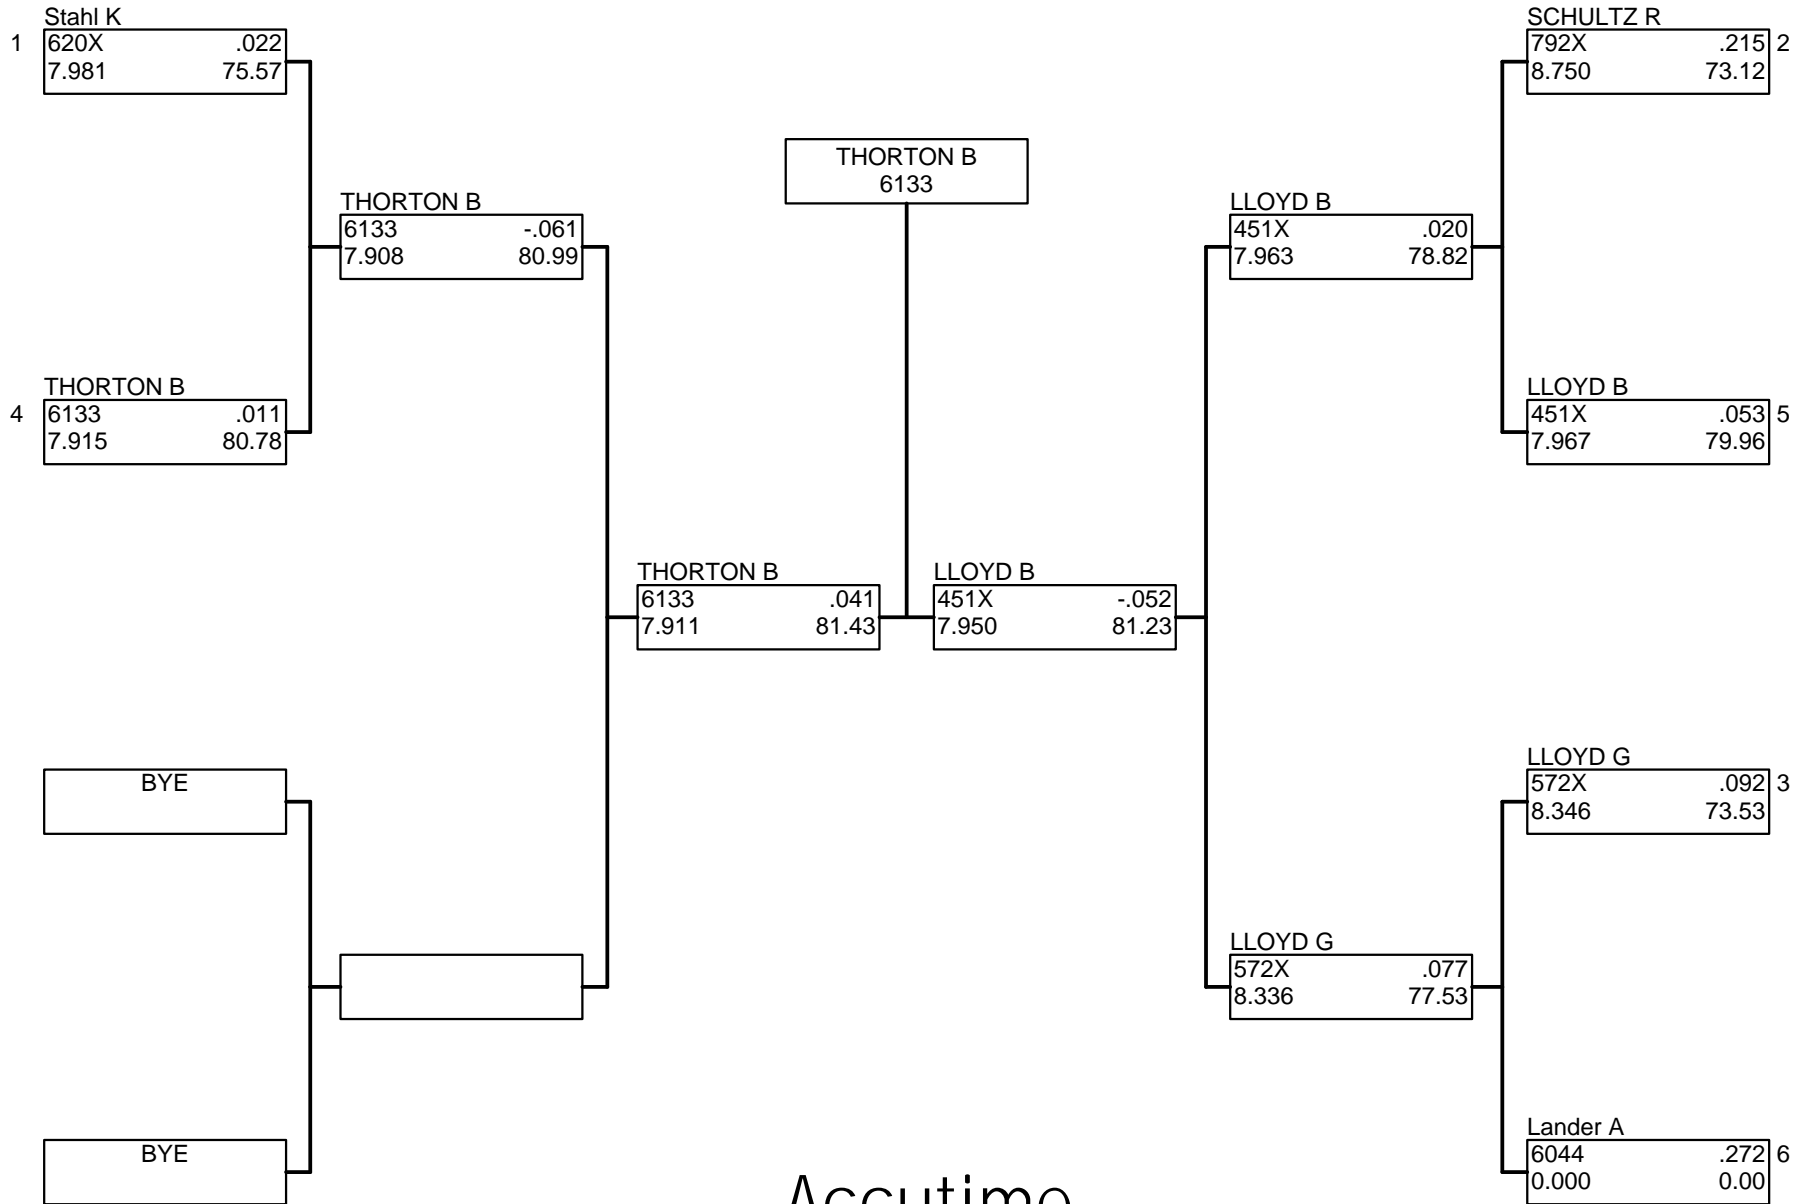 Stahl K
1 620X .022
7.981 75.57
THORTON B
4 6133 .011
7.915 80.78
BYE
BYE
THORTON B
6133 -.061
7.908 80.99
THORTON B
6133 .041
7.911 81.43
THORTON B
6133
LLOYD B
451X -.052
7.950 81.23
LLOYD B
451X .020
7.963 78.82
LLOYD G
572X .077
8.336 77.53
SCHULTZ R
792X .215 2
8.750 73.12
LLOYD B
451X .053 5
7.967 79.96
LLOYD G
572X .092 3
8.346 73.53
Lander A
6044 .272 6
0.000 0.00
Accutime